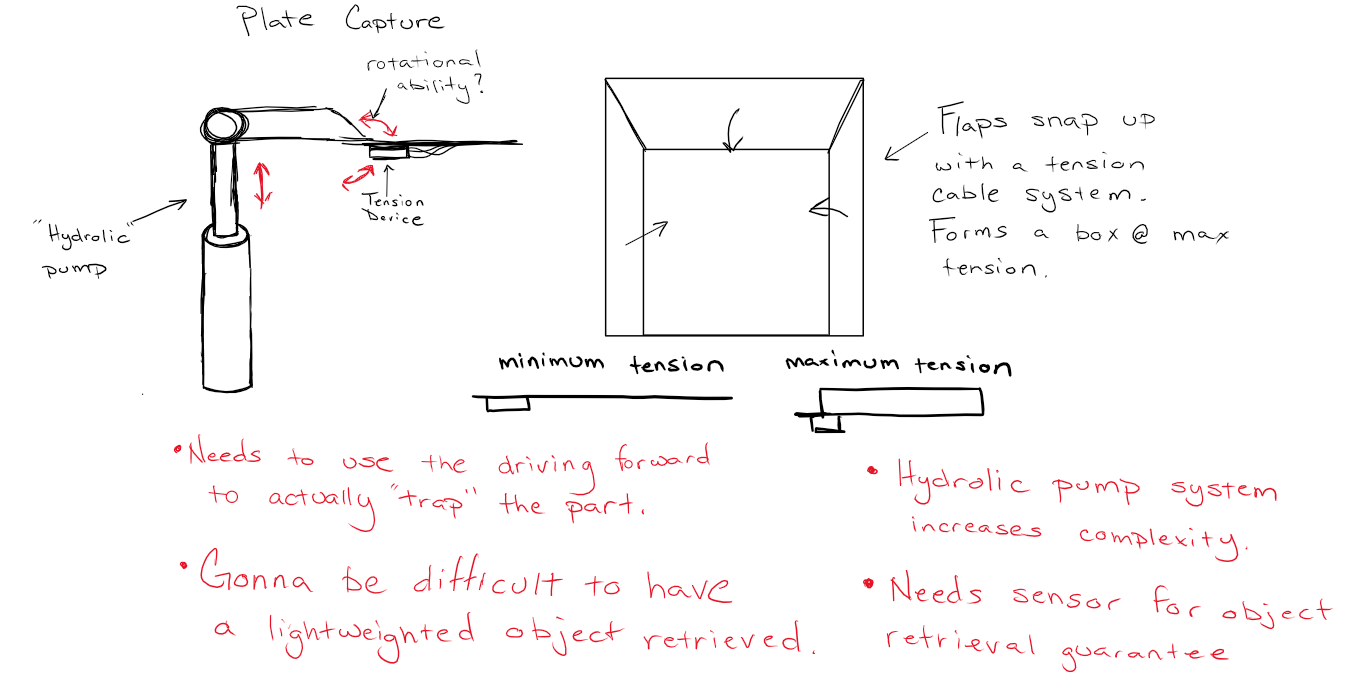 Plate Capture
rotational
ability?
"Hydrolic"
pump
Tension
Device
Flaps snap up
with a tension
cable system.
Forms a box @ max
tension.
minimum tension
maximum tension
• Needs to use the driving forward
to actually "trap" the part.
• Gonna be difficult to have
a lightweighted object retrieved.
• Hydrolic pump system
increases complexity.
• Needs sensor for object
retrieval guarantee